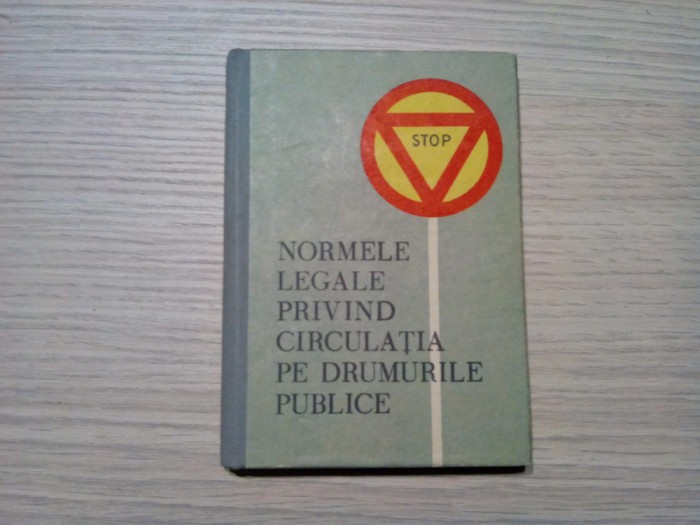 STOP
NORMELE
LEGALE
PRIVIND
CIRCULAȚIA
PE DRUMURILE
PUBLICE